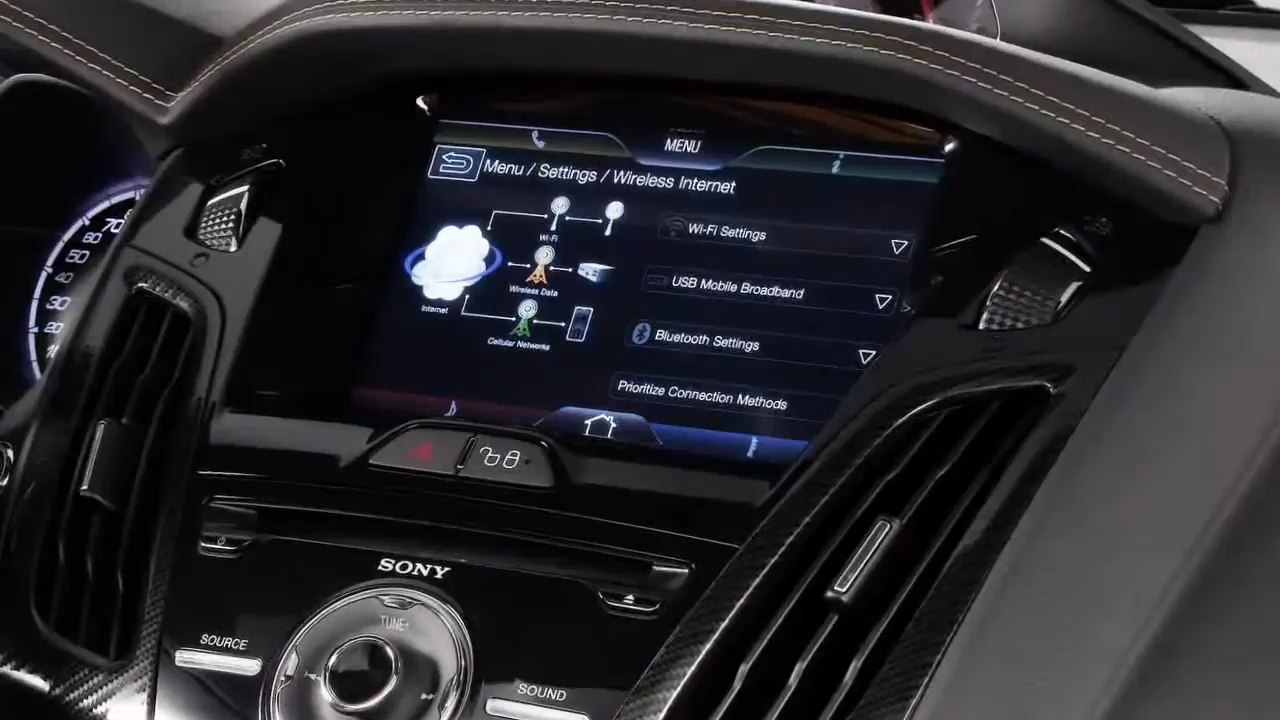 MENU
Menu / Settings / Wireless Internet
Wi-Fi
Internet
Wireless Data
Cellular Networks
Wi-Fi Settings
USB Mobile Broadband
Bluetooth Settings
Prioritize Connection Methods
70
60
50
40
30
20
SONY
TUNE+
SOURCE
SOUND